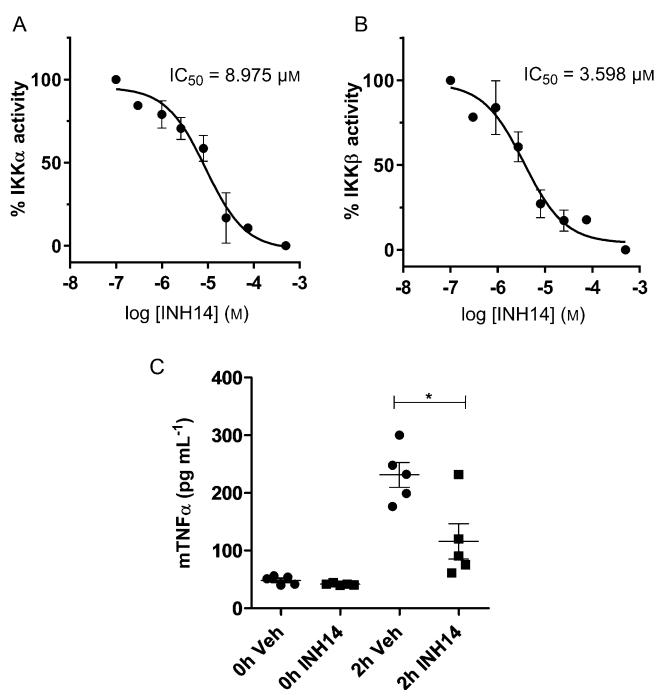 A
% IKKα activity
100
50
0
IC50 = 8.975 μM
-8 -7 -6 -5 -4 -3
log [INH14] (M)
B
% IKKβ activity
100
50
0
IC50 = 3.598 μM
-8 -7 -6 -5 -4 -3
log [INH14] (M)
C
mTNFα (pg mL-1)
400
300
200
100
0
*
0h Veh
0h INH14
2h Veh
2h INH14